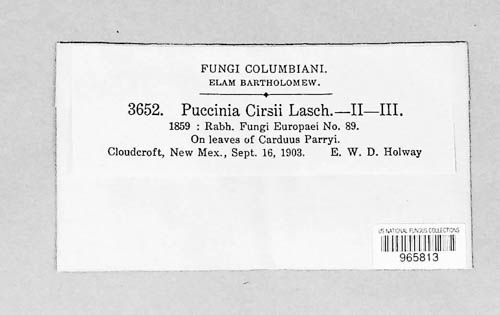 FUNGI COLUMBIANI.
ELAM BARTHOLOMEW.
3652. Puccinia Cirsii Lasch.—II—III.
1859 : Rabh. Fungi Europaei No. 89.
On leaves of Carduus Parryi.
Cloudcroft, New Mex., Sept. 16, 1903. E. W. D. Holway
US NATIONAL FUNGUS COLLECTIONS
965813